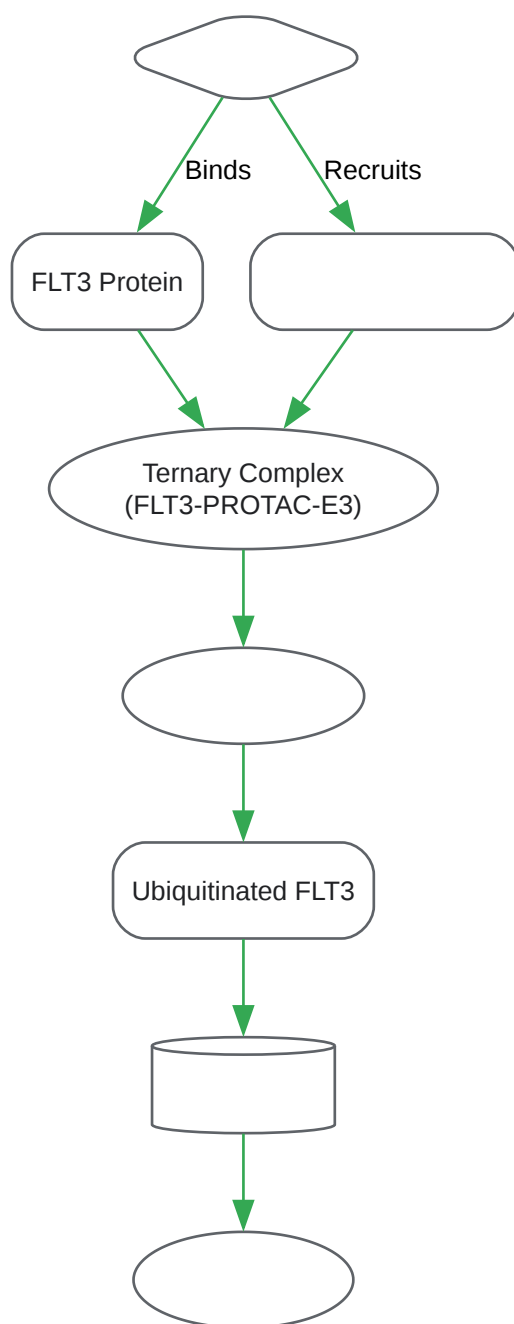 Binds
Recruits
FLT3 Protein
Ternary Complex
(FLT3-PROTAC-E3)
Ubiquitinated FLT3